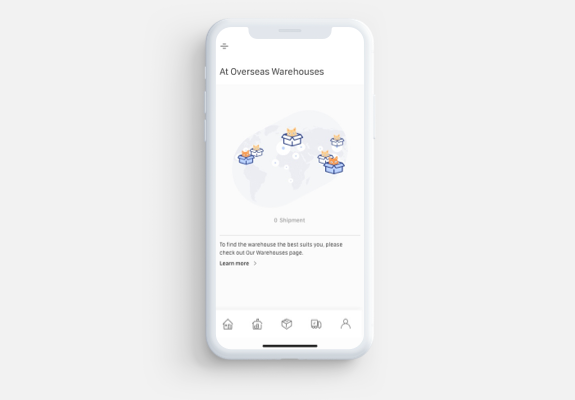 At Overseas Warehouses
0 Shipment
To find the warehouse the best suits you, please
check out Our Warehouses page.
Learn more